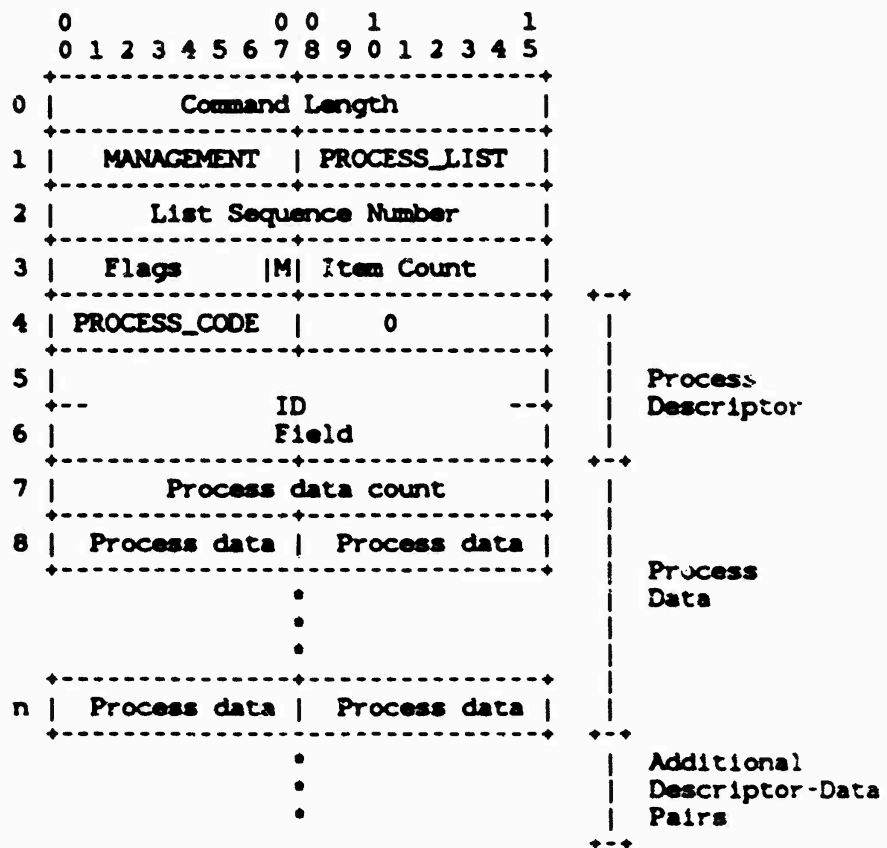 0 0 0 1 1
0 1 2 3 4 5 6 7 8 9 0 1 2 3 4 5
0 | Command Length |
1 | MANAGEMENT | PROCESS_LIST |
2 | List Sequence Number |
3 | Flags |M| Item Count |
4 | PROCESS_CODE | 0 |
5 | | Process
ID Descriptor
6 | Field |
7 | Process data count |
8 | Process data | Process data |
Process
Data
n | Process data | Process data |
Additional
Descriptor-Data
Pairs